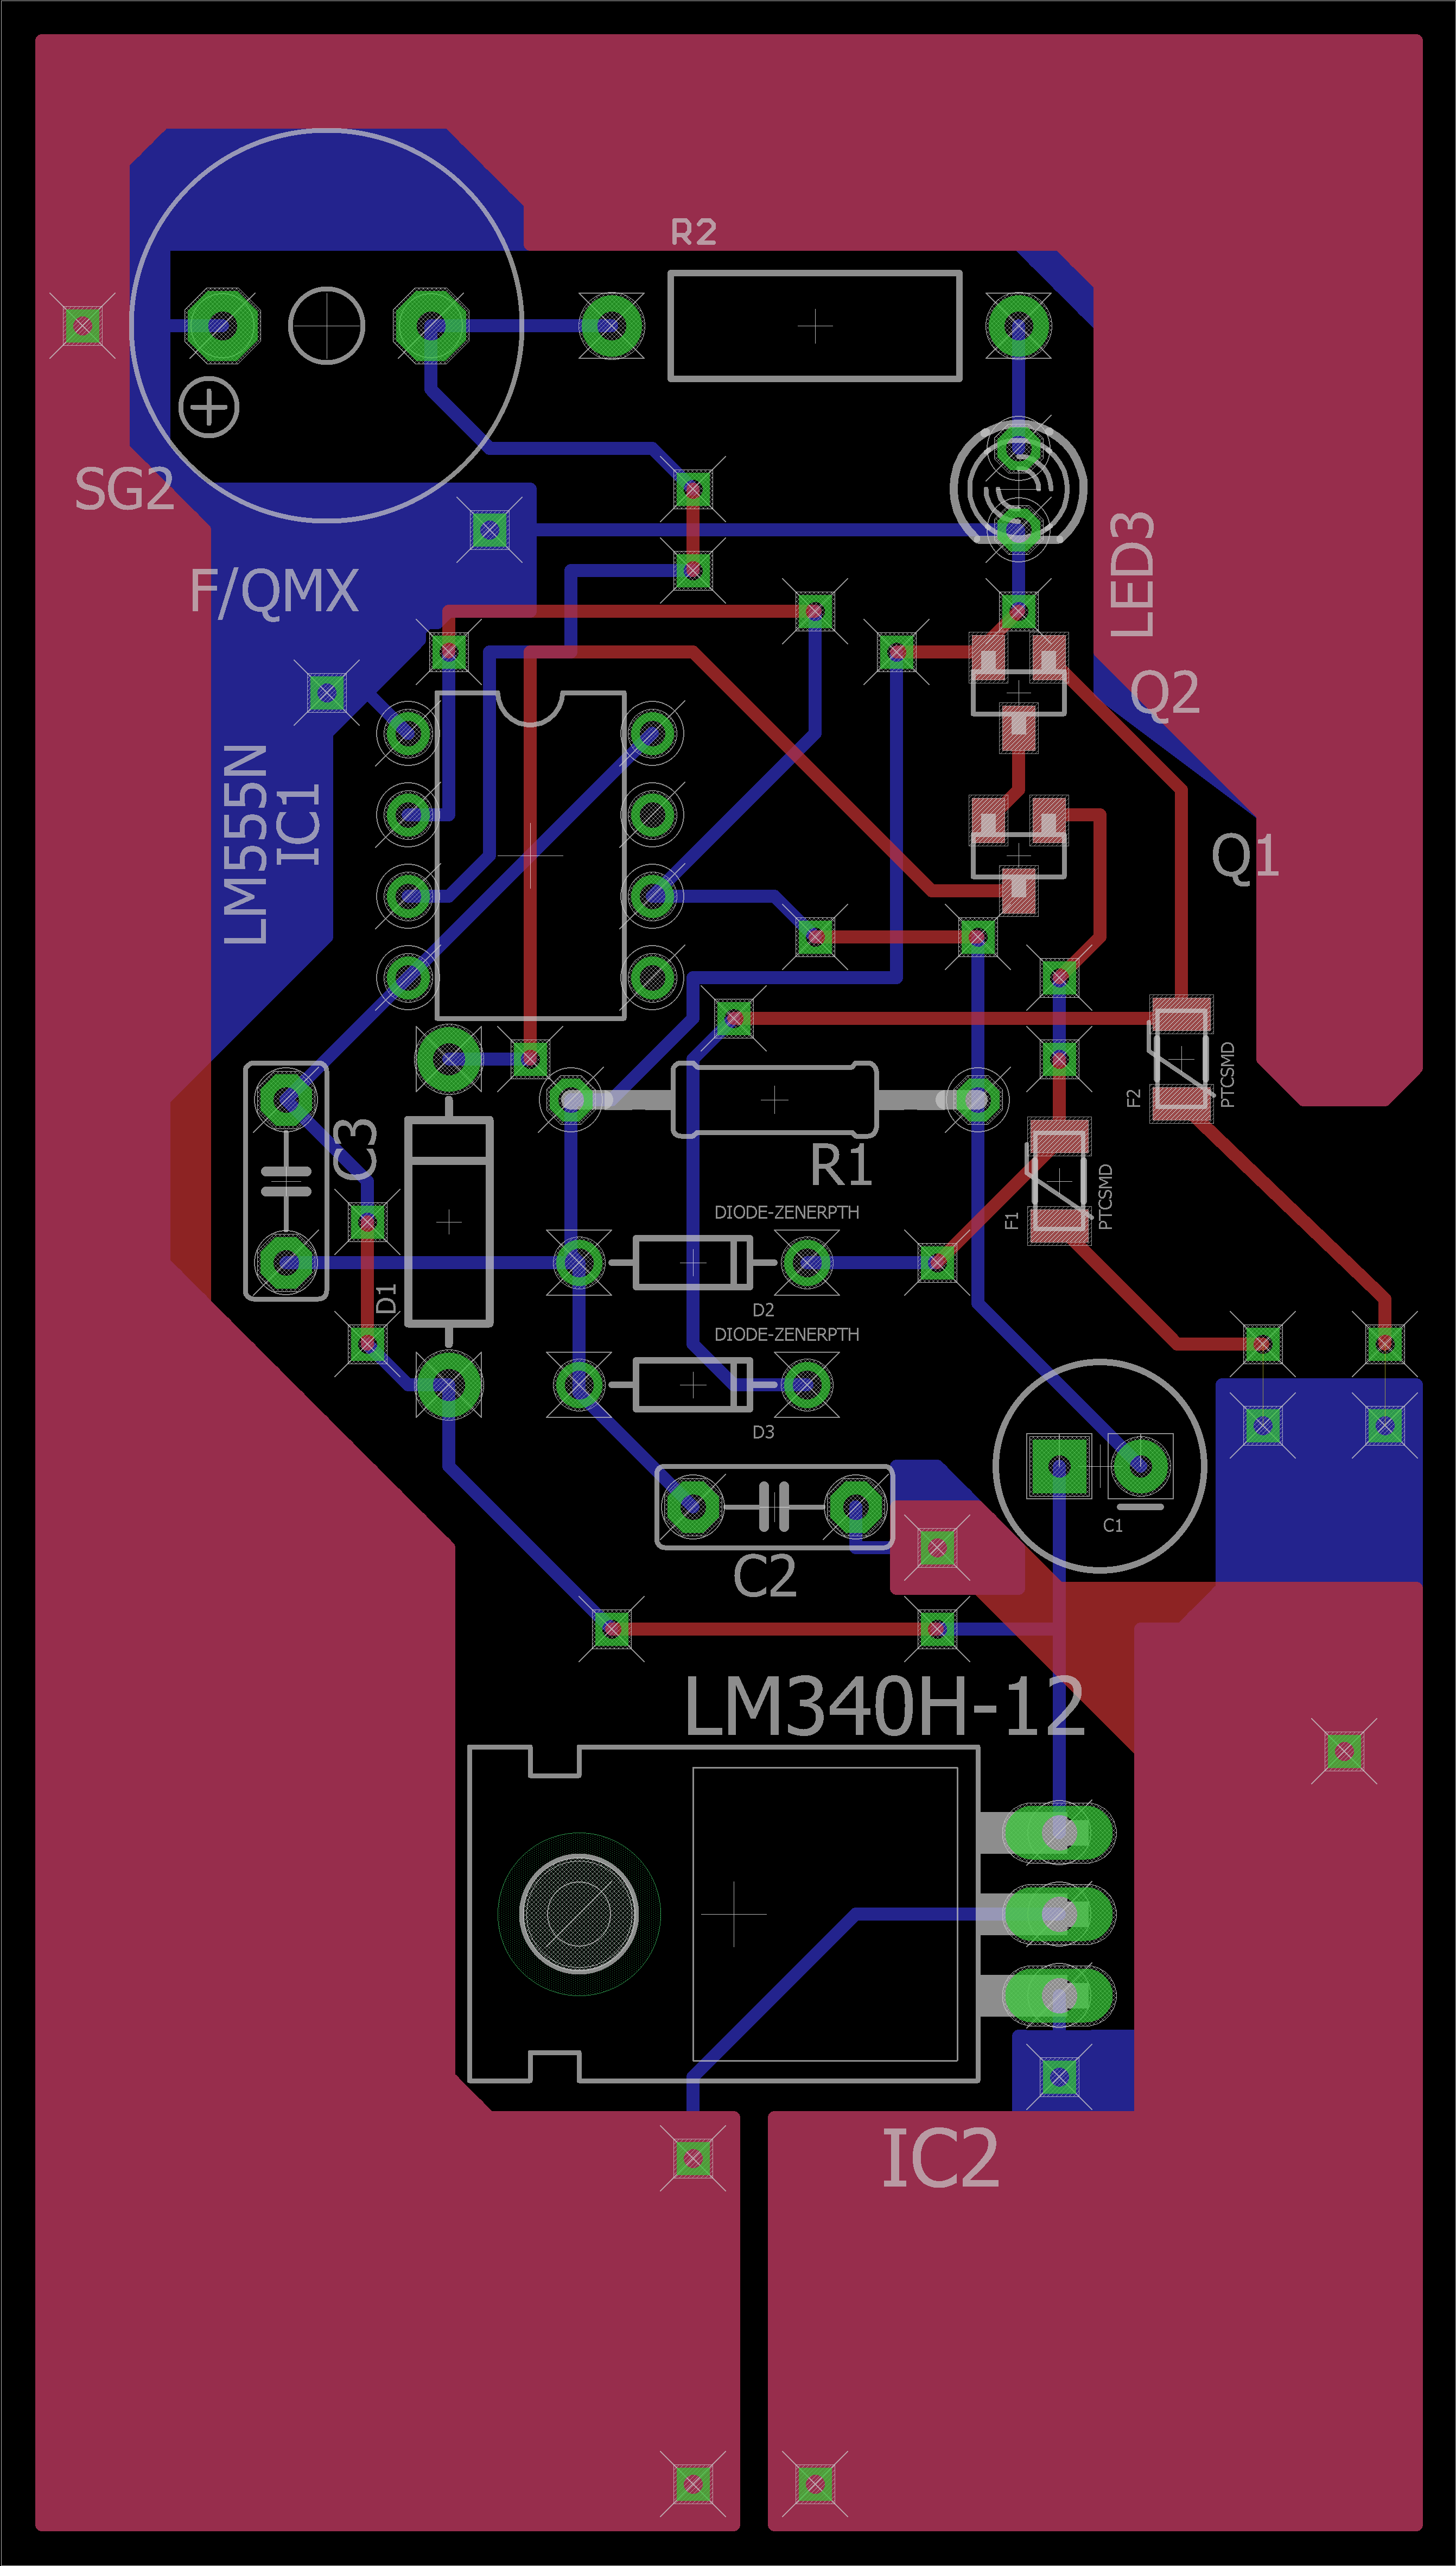 R2
SG2
F/QMX
LED3
Q2
LM555N
IC1
Q1
F2
PTCSMD
C3
R1
F1
PTCSMD
DIODE-ZENERPTH
D1
D2
DIODE-ZENERPTH
D3
C1
C2
LM340H-12
IC2